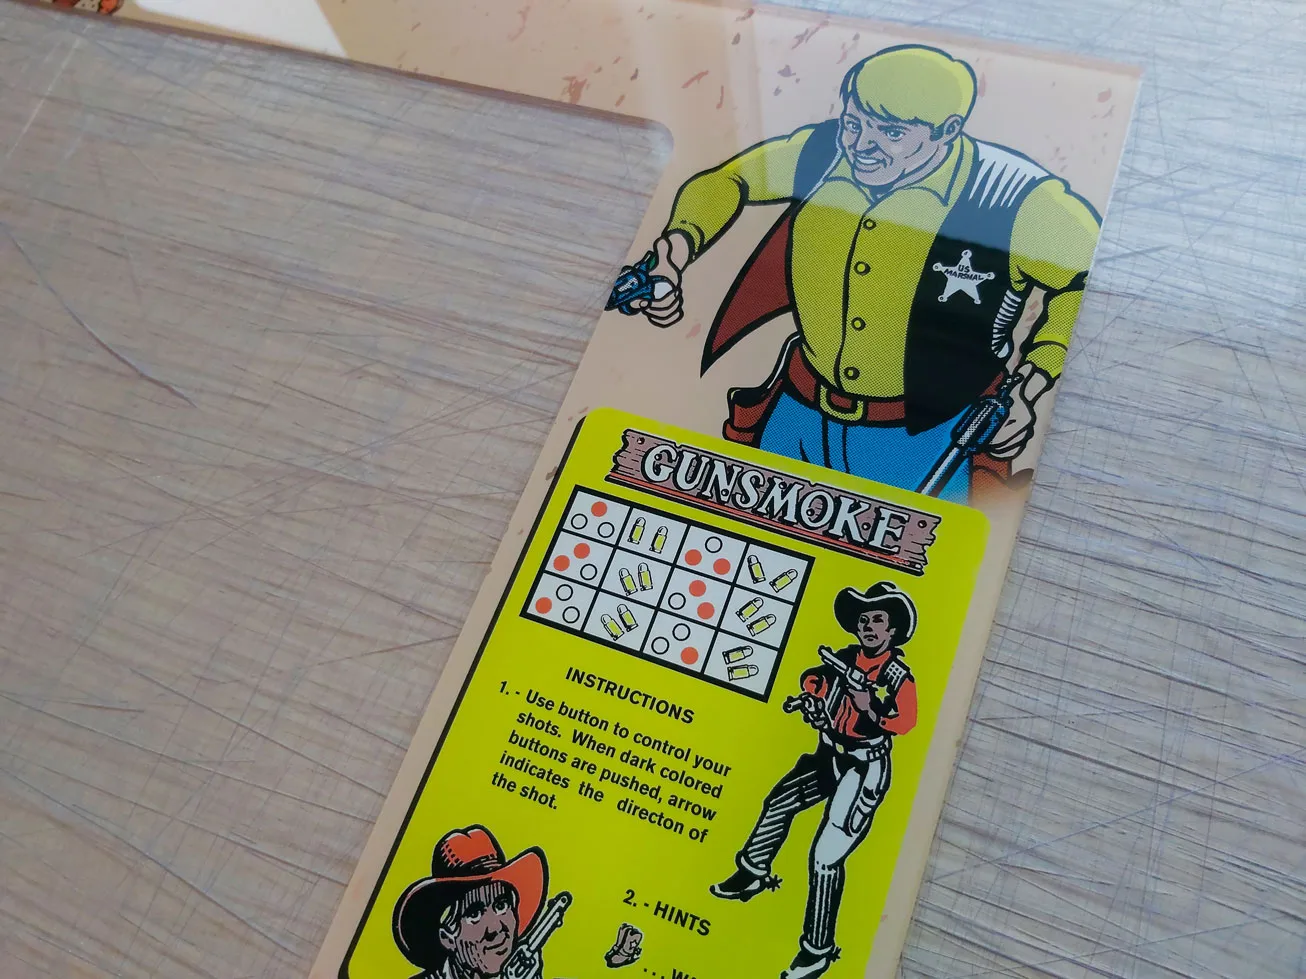 US
MARSHAL
GUNSMOKE
INSTRUCTIONS
1. - Use button to control your
shots. When dark colored
buttons are pushed, arrow
indicates the directon of
the shot.
2. - HINTS
. . .